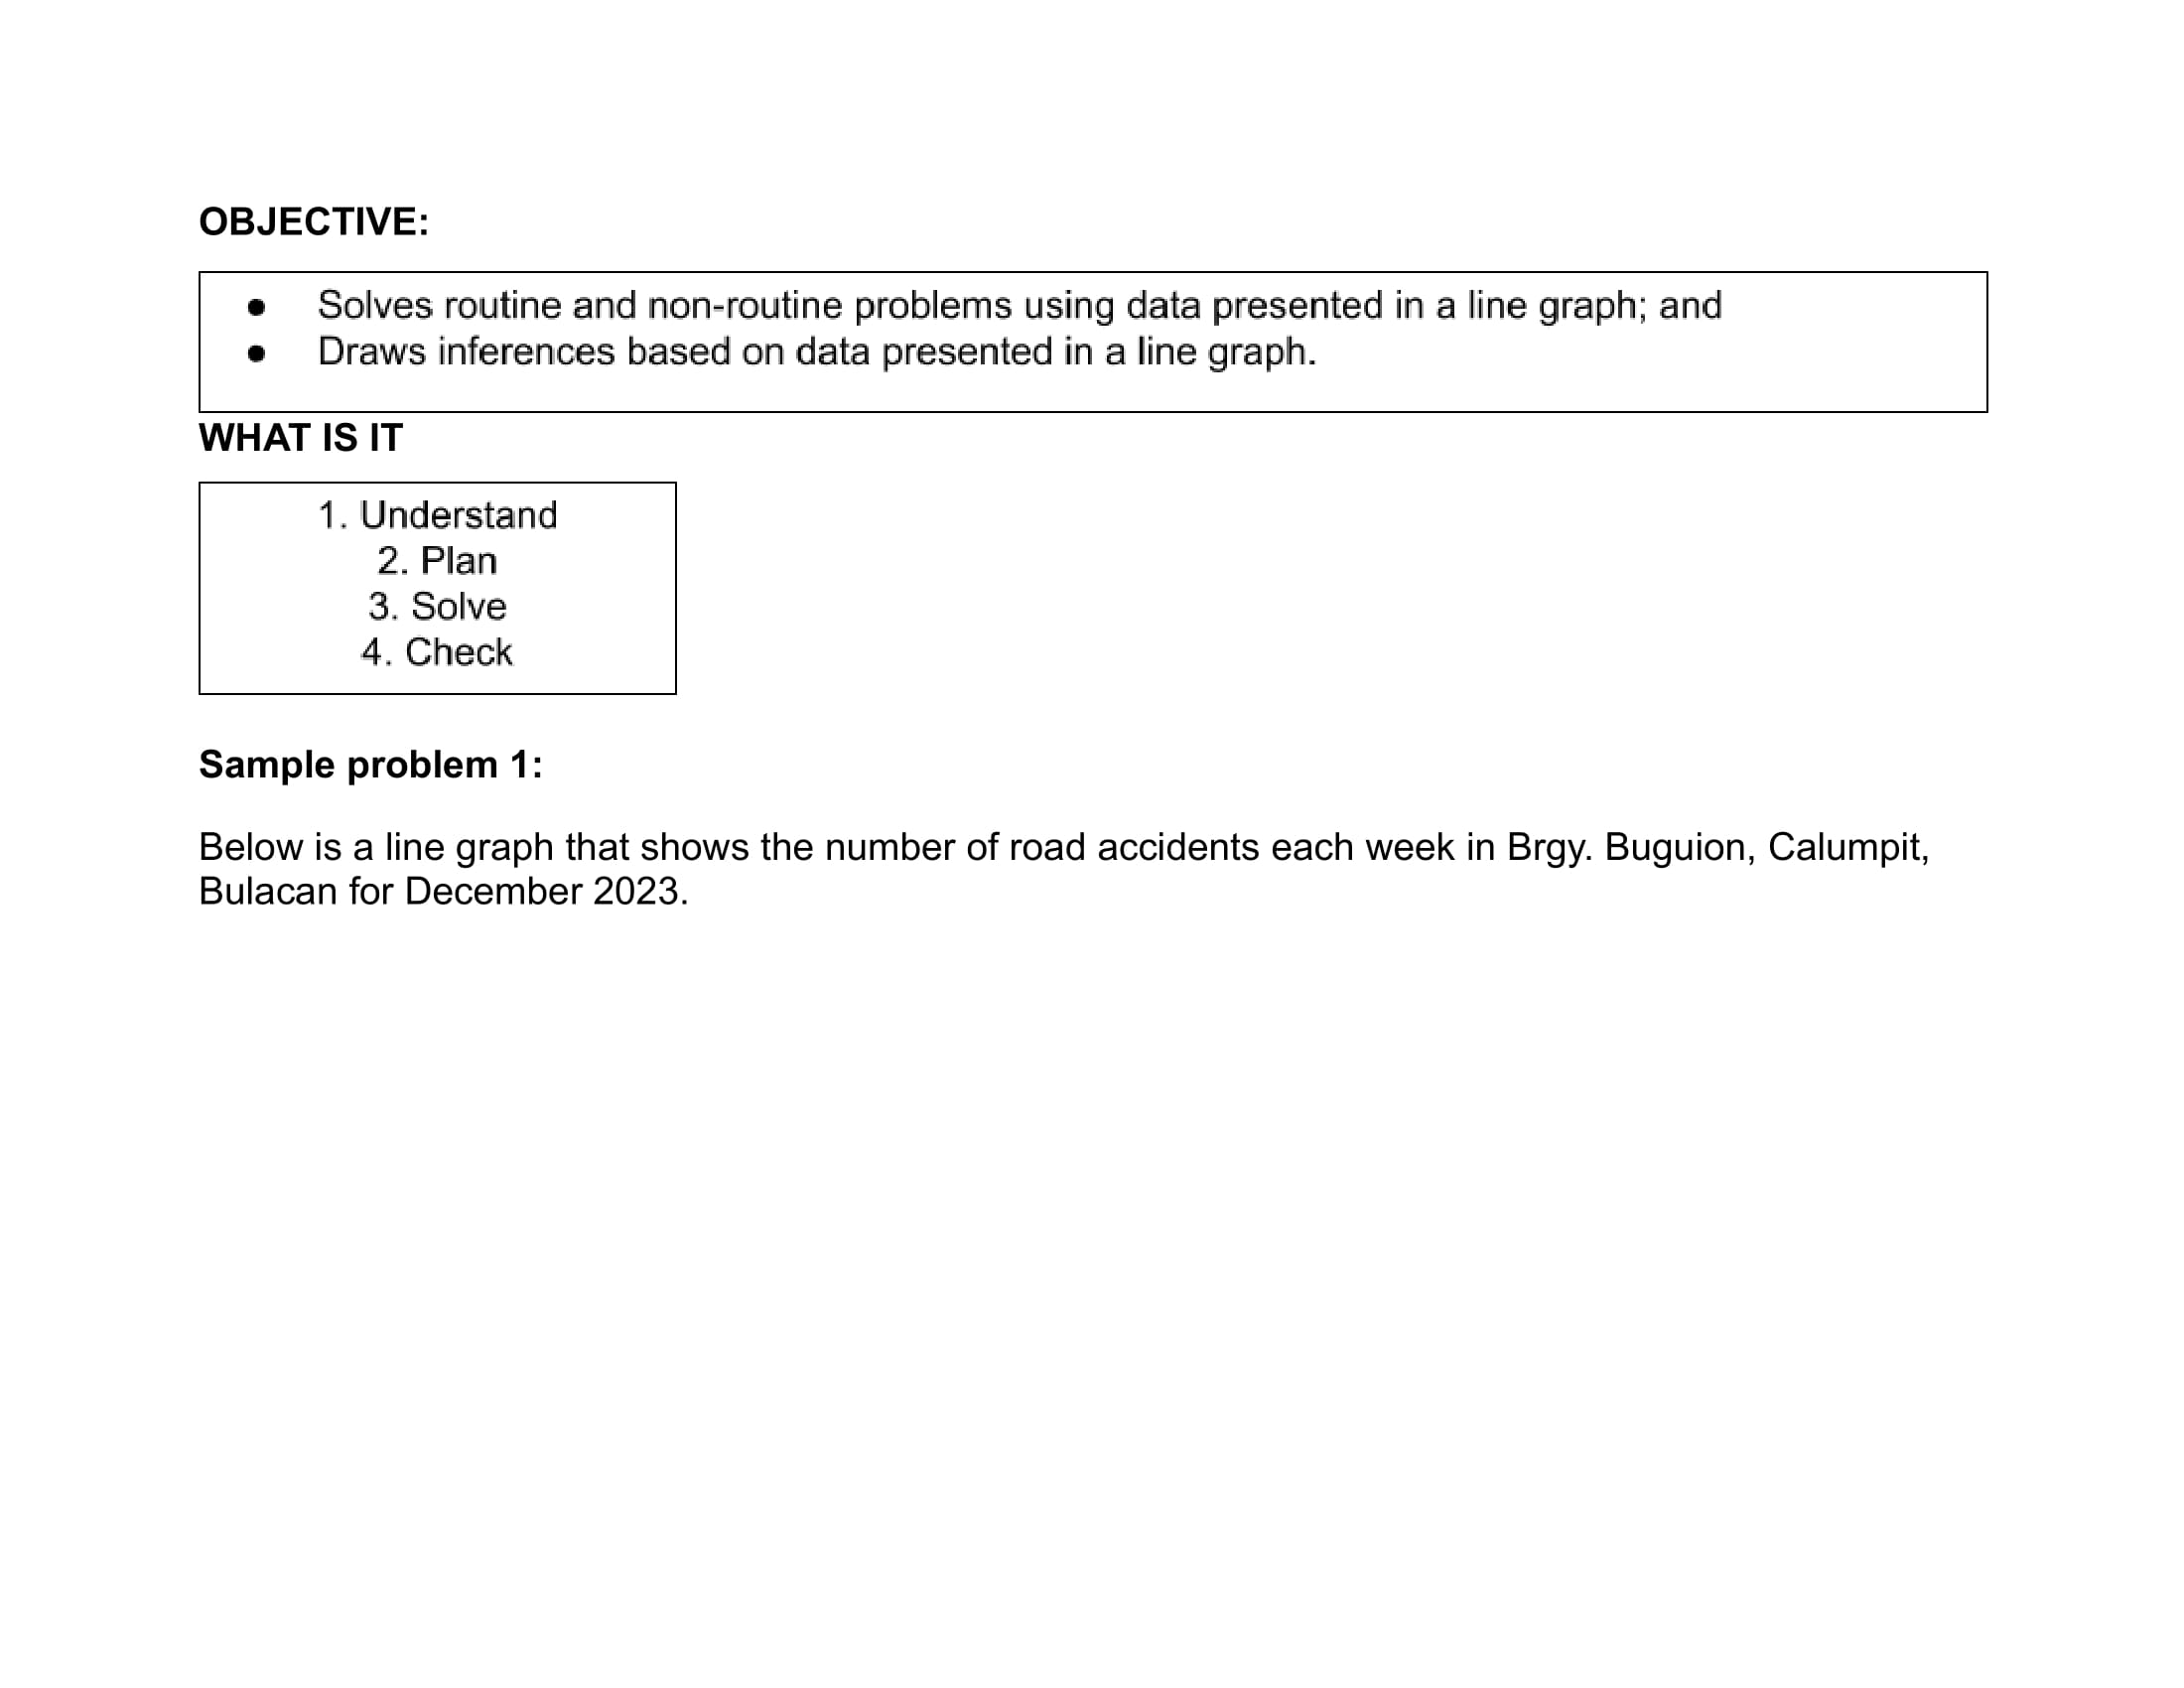 OBJECTIVE:
● Solves routine and non-routine problems using data presented in a line graph; and
● Draws inferences based on data presented in a line graph.
WHAT IS IT
1. Understand
2. Plan
3. Solve
4. Check
Sample problem 1:
Below is a line graph that shows the number of road accidents each week in Brgy. Buguion, Calumpit,
Bulacan for December 2023.